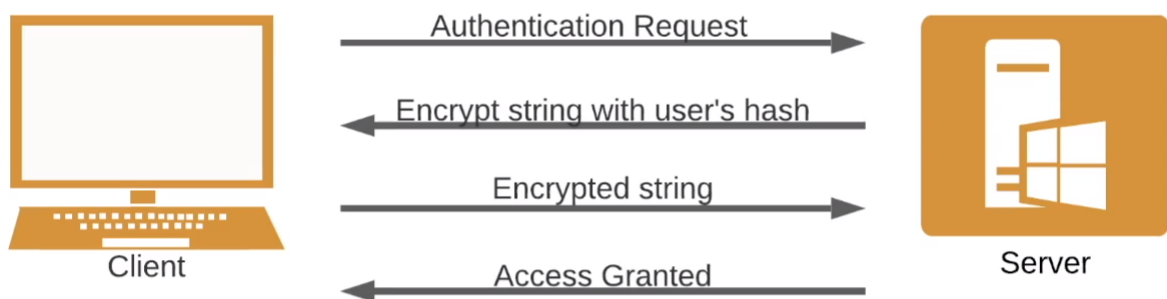 Authentication Request
Encrypt string with user's hash
Encrypted string
Access Granted
Client
Server